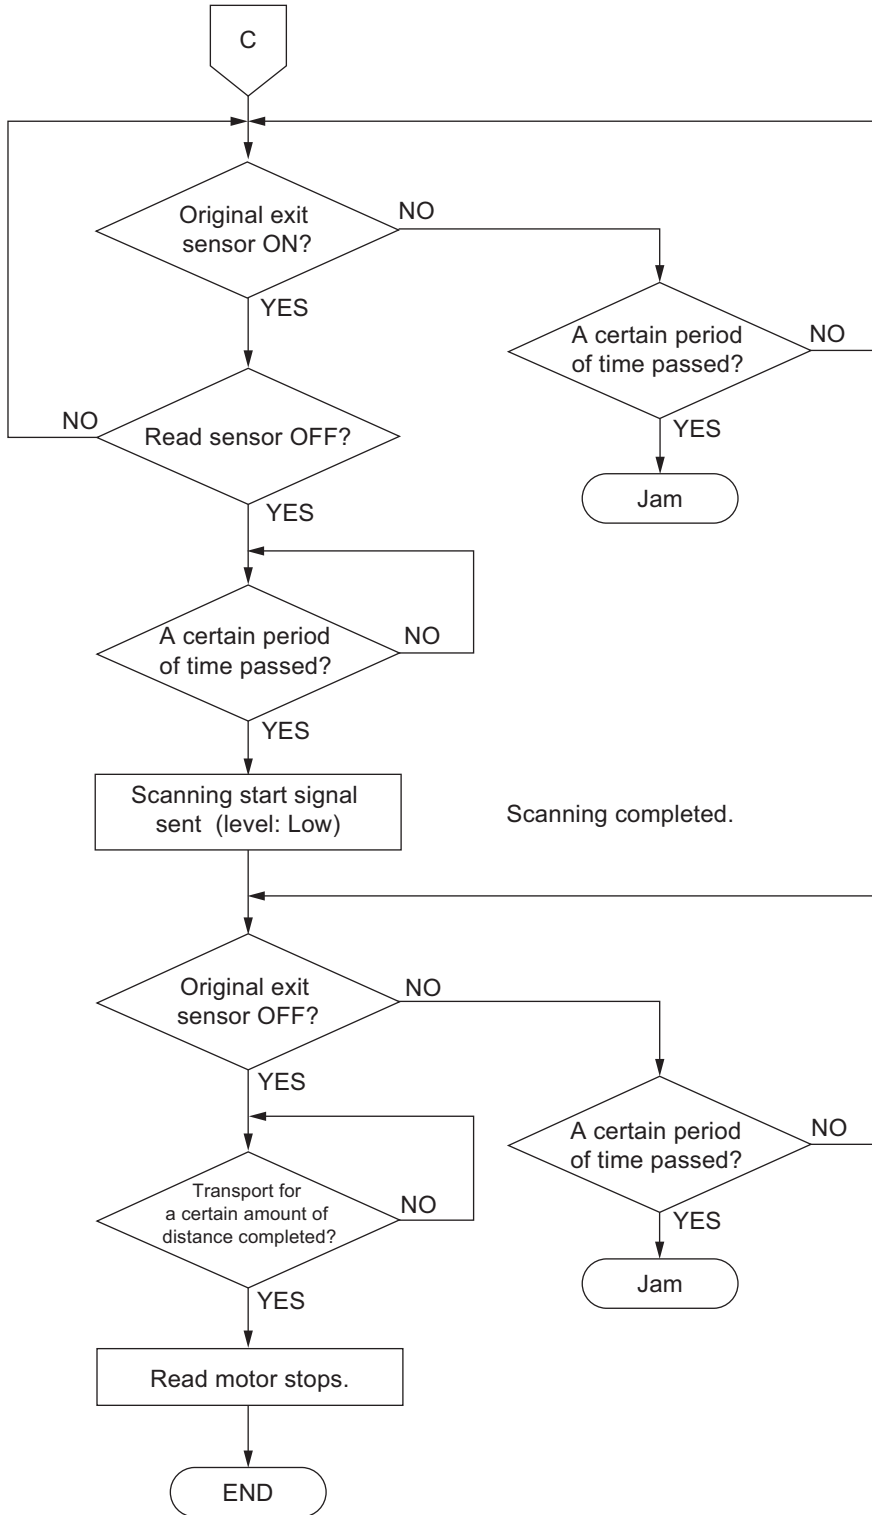 C
Original exit
sensor ON?
NO
YES
A certain period
of time passed?
NO
YES
Jam
NO
Read sensor OFF?
YES
A certain period
of time passed?
NO
YES
Scanning start signal
sent (level: Low)
Scanning completed.
Original exit
sensor OFF?
NO
YES
A certain period
of time passed?
NO
YES
Jam
Transport for
a certain amount of
distance completed?
NO
YES
Read motor stops.
END